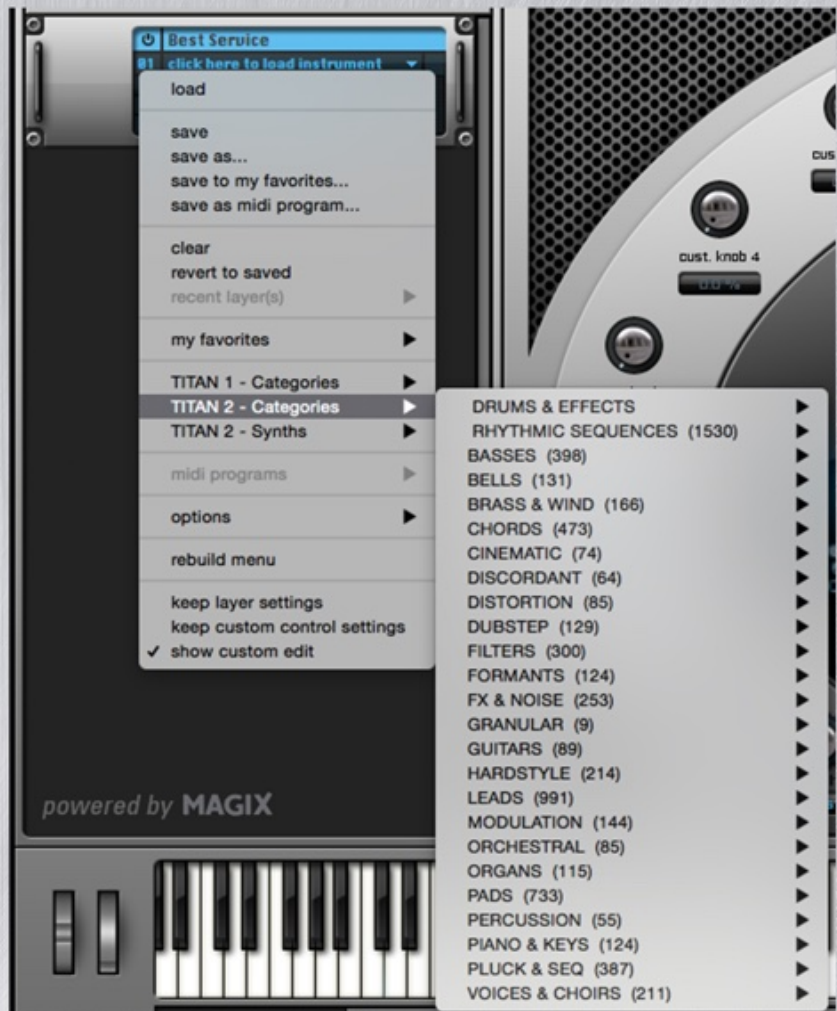 Best Service
01 click here to load instrument
load
save
save as...
save to my favorites...
save as midi program...
clear
revert to saved
recent layer(s)
my favorites
TITAN 1 - Categories
TITAN 2 - Categories
TITAN 2 - Synths
midi programs
options
rebuild menu
keep layer settings
keep custom control settings
✓ show custom edit
DRUMS & EFFECTS
RHYTHMIC SEQUENCES (1530)
BASSES (398)
BELLS (131)
BRASS & WIND (166)
CHORDS (473)
CINEMATIC (74)
DISCORDANT (64)
DISTORTION (85)
DUBSTEP (129)
FILTERS (300)
FORMANTS (124)
FX & NOISE (253)
GRANULAR (9)
GUITARS (89)
HARDSTYLE (214)
LEADS (991)
MODULATION (144)
ORCHESTRAL (85)
ORGANS (115)
PADS (733)
PERCUSSION (55)
PIANO & KEYS (124)
PLUCK & SEQ (387)
VOICES & CHOIRS (211)
cus
cust. knob 4
0.0 %
powered by MAGIX